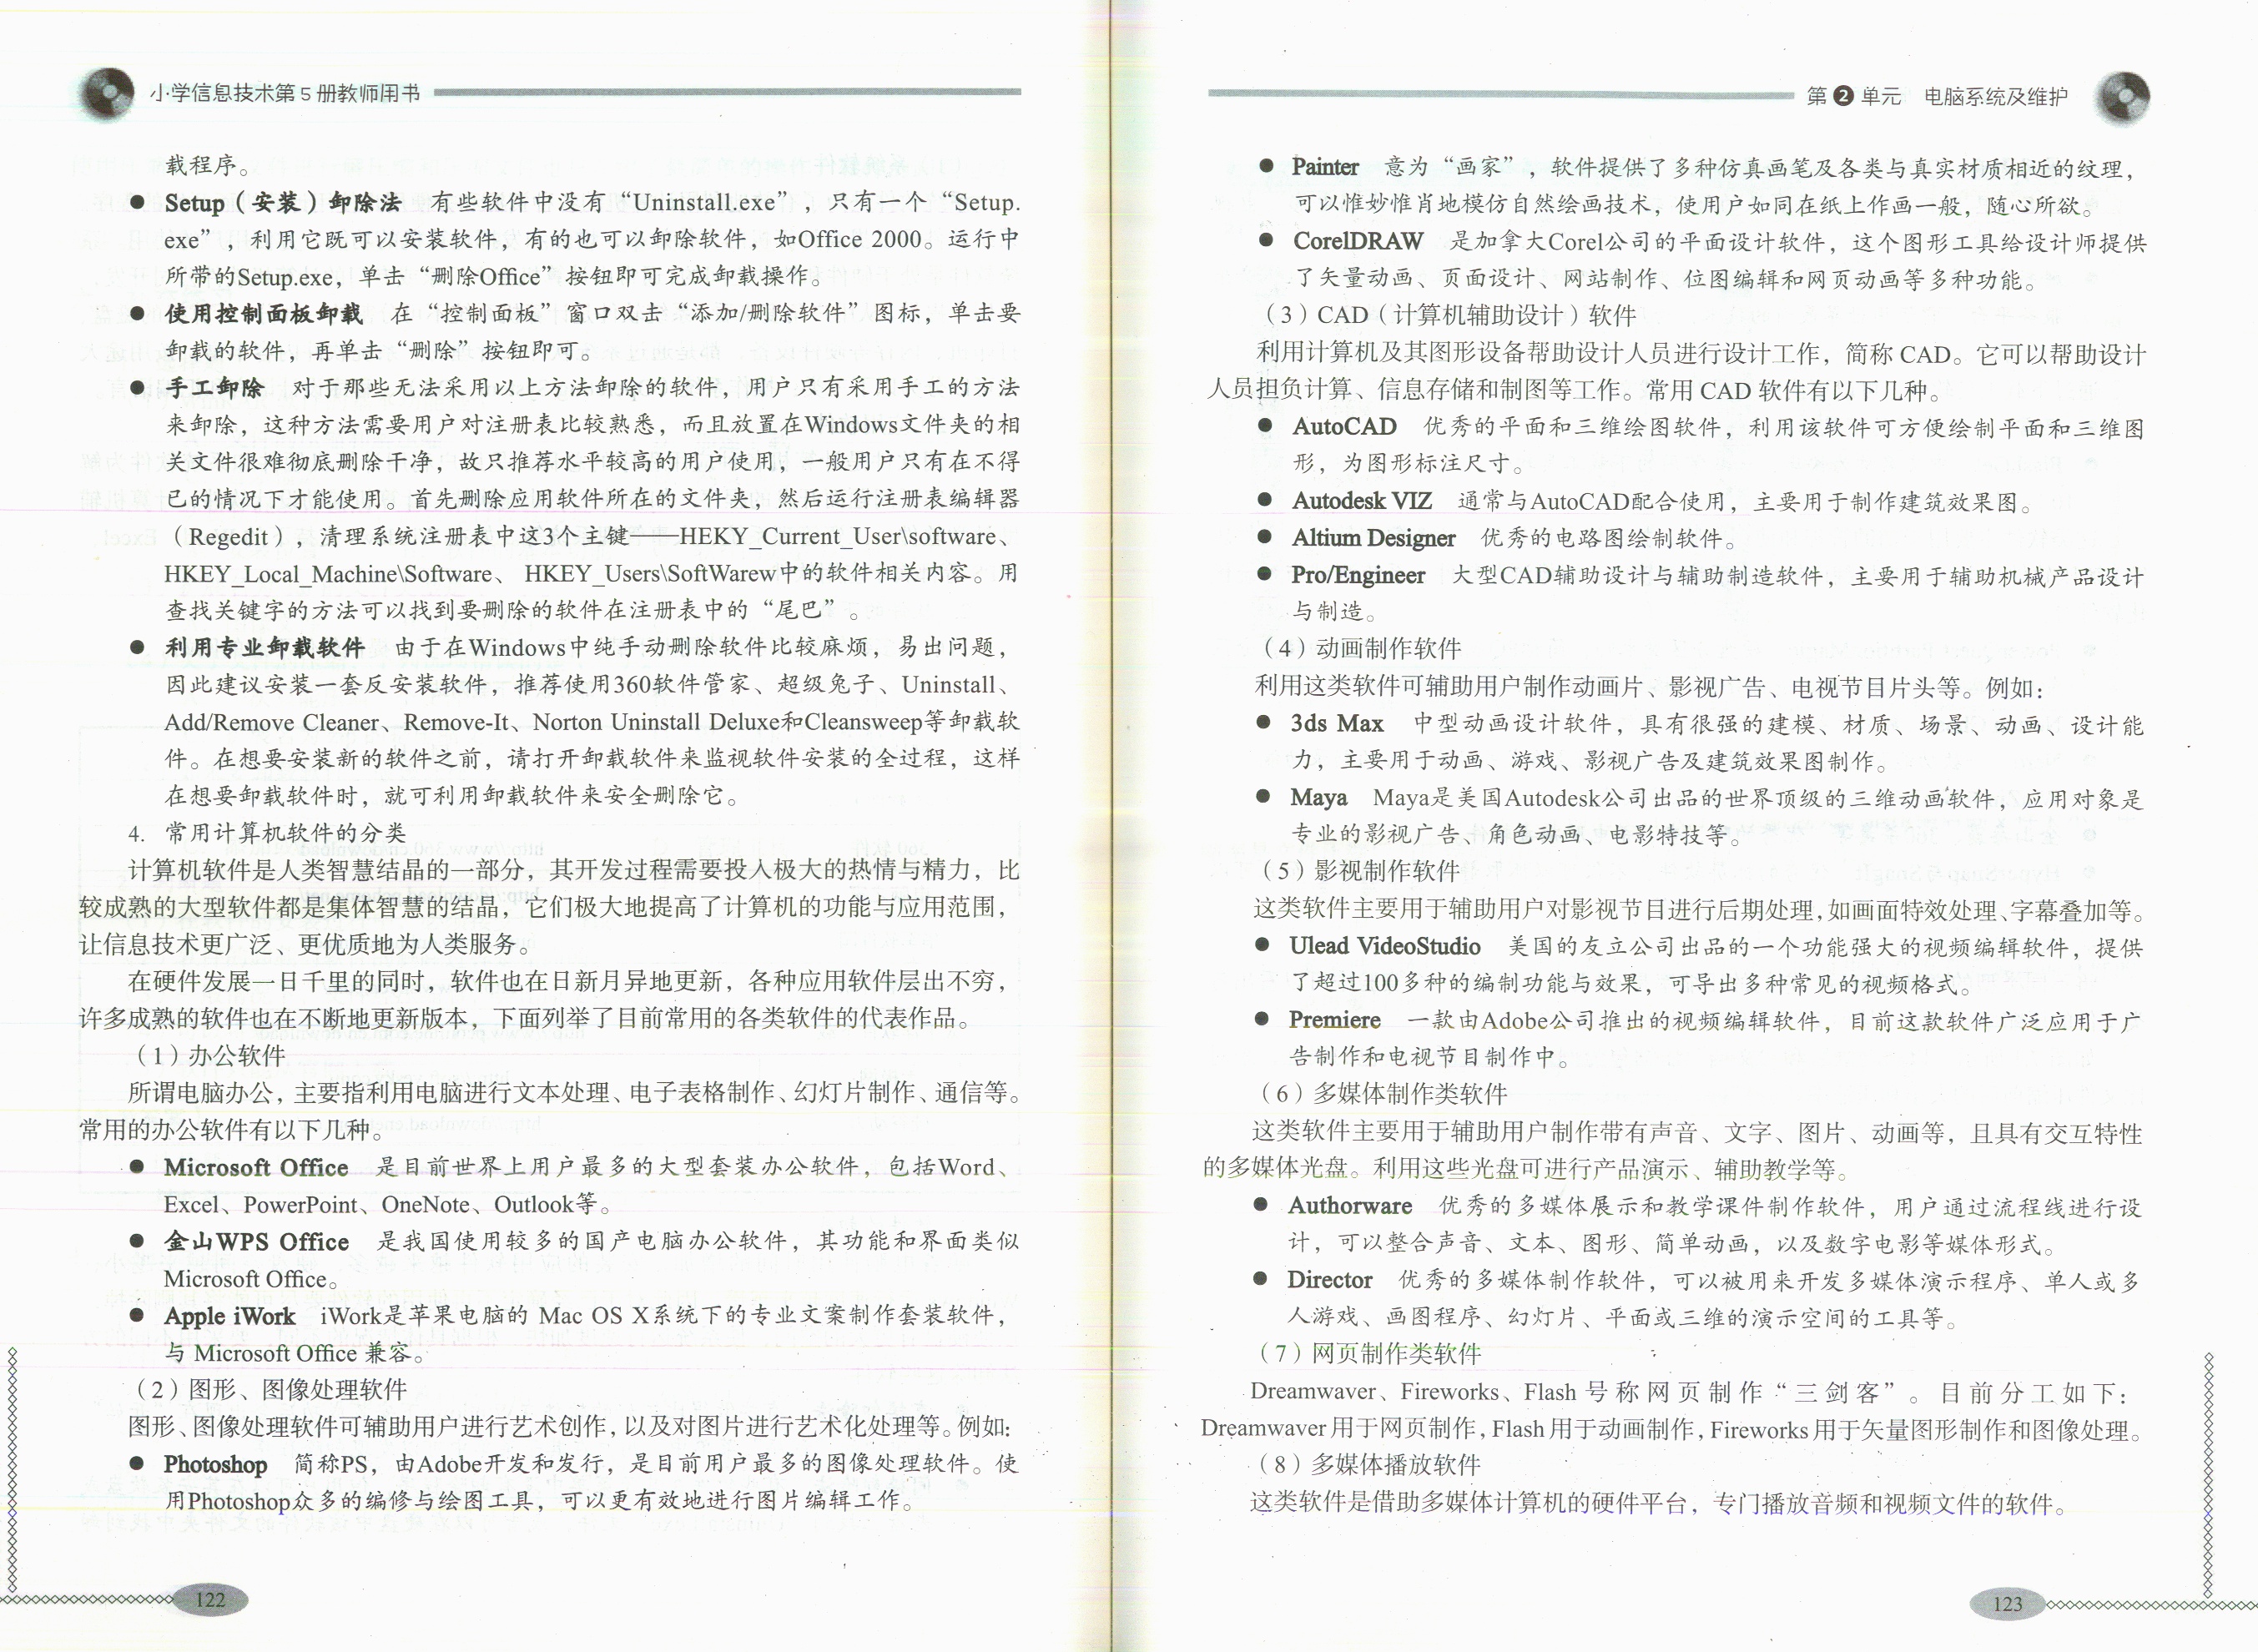 小学信息技术第5册教师用书
载程序。
● Setup（安装）卸除法 有些软件中没有“Uninstall.exe”，只有一个“Setup.
exe”，利用它既可以安装软件，有的也可以卸除软件，如Office 2000。运行中
所带的Setup.exe，单击“删除Office”按钮即可完成卸载操作。
● 使用控制面板卸载 在“控制面板”窗口双击“添加/删除软件”图标，单击要
卸载的软件，再单击“删除”按钮即可。
● 手工卸除 对于那些无法采用以上方法卸除的软件，用户只有采用手工的方法
来卸除，这种方法需要用户对注册表比较熟悉，而且放置在Windows文件夹的相
关文件很难彻底删除干净，故只推荐水平较高的用户使用，一般用户只有在不得
已的情况下才能使用。首先删除应用软件所在的文件夹，然后运行注册表编辑器
（Regedit），清理系统注册表中这3个主键——HEKY_Current_User\software、
HKEY_Local_Machine\Software、 HKEY_Users\SoftWarew中的软件相关内容。用
查找关键字的方法可以找到要删除的软件在注册表中的“尾巴”。
● 利用专业卸载软件 由于在Windows中纯手动删除软件比较麻烦，易出问题，
因此建议安装一套反安装软件，推荐使用360软件管家、超级兔子、Uninstall、
Add/Remove Cleaner、Remove-It、Norton Uninstall Deluxe和Cleansweep等卸载软
件。在想要安装新的软件之前，请打开卸载软件来监视软件安装的全过程，这样
在想要卸载软件时，就可利用卸载软件来安全删除它。
4. 常用计算机软件的分类
计算机软件是人类智慧结晶的一部分，其开发过程需要投入极大的热情与精力，比
较成熟的大型软件都是集体智慧的结晶，它们极大地提高了计算机的功能与应用范围，
让信息技术更广泛、更优质地为人类服务。
在硬件发展一日千里的同时，软件也在日新月异地更新，各种应用软件层出不穷，
许多成熟的软件也在不断地更新版本，下面列举了目前常用的各类软件的代表作品。
（1）办公软件
所谓电脑办公，主要指利用电脑进行文本处理、电子表格制作、幻灯片制作、通信等。
常用的办公软件有以下几种。
● Microsoft Office 是目前世界上用户最多的大型套装办公软件，包括Word、
Excel、PowerPoint、OneNote、Outlook等。
● 金山WPS Office 是我国使用较多的国产电脑办公软件，其功能和界面类似
Microsoft Office。
● Apple iWork iWork是苹果电脑的 Mac OS X系统下的专业文案制作套装软件，
与 Microsoft Office 兼容。
（2）图形、图像处理软件
图形、图像处理软件可辅助用户进行艺术创作，以及对图片进行艺术化处理等。例如：
● Photoshop 简称PS，由Adobe开发和发行，是目前用户最多的图像处理软件。使
用Photoshop众多的编修与绘图工具，可以更有效地进行图片编辑工作。
122
第2单元 电脑系统及维护
● Painter 意为“画家”，软件提供了多种仿真画笔及各类与真实材质相近的纹理，
可以惟妙惟肖地模仿自然绘画技术，使用户如同在纸上作画一般，随心所欲。
● CorelDRAW 是加拿大Corel公司的平面设计软件，这个图形工具给设计师提供
了矢量动画、页面设计、网站制作、位图编辑和网页动画等多种功能。
（3）CAD（计算机辅助设计）软件
利用计算机及其图形设备帮助设计人员进行设计工作，简称 CAD。它可以帮助设计
人员担负计算、信息存储和制图等工作。常用 CAD 软件有以下几种。
● AutoCAD 优秀的平面和三维绘图软件，利用该软件可方便绘制平面和三维图
形，为图形标注尺寸。
● Autodesk VIZ 通常与AutoCAD配合使用，主要用于制作建筑效果图。
● Altium Designer 优秀的电路图绘制软件。
● Pro/Engineer 大型CAD辅助设计与辅助制造软件，主要用于辅助机械产品设计
与制造。
（4）动画制作软件
利用这类软件可辅助用户制作动画片、影视广告、电视节目片头等。例如：
● 3ds Max 中型动画设计软件，具有很强的建模、材质、场景、动画、设计能
力，主要用于动画、游戏、影视广告及建筑效果图制作。
● Maya Maya是美国Autodesk公司出品的世界顶级的三维动画软件，应用对象是
专业的影视广告、角色动画、电影特技等。
（5）影视制作软件
这类软件主要用于辅助用户对影视节目进行后期处理，如画面特效处理、字幕叠加等。
● Ulead VideoStudio 美国的友立公司出品的一个功能强大的视频编辑软件，提供
了超过100多种的编制功能与效果，可导出多种常见的视频格式。
● Premiere 一款由Adobe公司推出的视频编辑软件，目前这款软件广泛应用于广
告制作和电视节目制作中。
（6）多媒体制作类软件
这类软件主要用于辅助用户制作带有声音、文字、图片、动画等，且具有交互特性
的多媒体光盘。利用这些光盘可进行产品演示、辅助教学等。
● Authorware 优秀的多媒体展示和教学课件制作软件，用户通过流程线进行设
计，可以整合声音、文本、图形、简单动画，以及数字电影等媒体形式。
● Director 优秀的多媒体制作软件，可以被用来开发多媒体演示程序、单人或多
人游戏、画图程序、幻灯片、平面或三维的演示空间的工具等。
（7）网页制作类软件
Dreamwaver、Fireworks、Flash 号称网页制作“三剑客”。目前分工如下：
Dreamwaver 用于网页制作，Flash 用于动画制作，Fireworks 用于矢量图形制作和图像处理。
（8）多媒体播放软件
这类软件是借助多媒体计算机的硬件平台，专门播放音频和视频文件的软件。
123